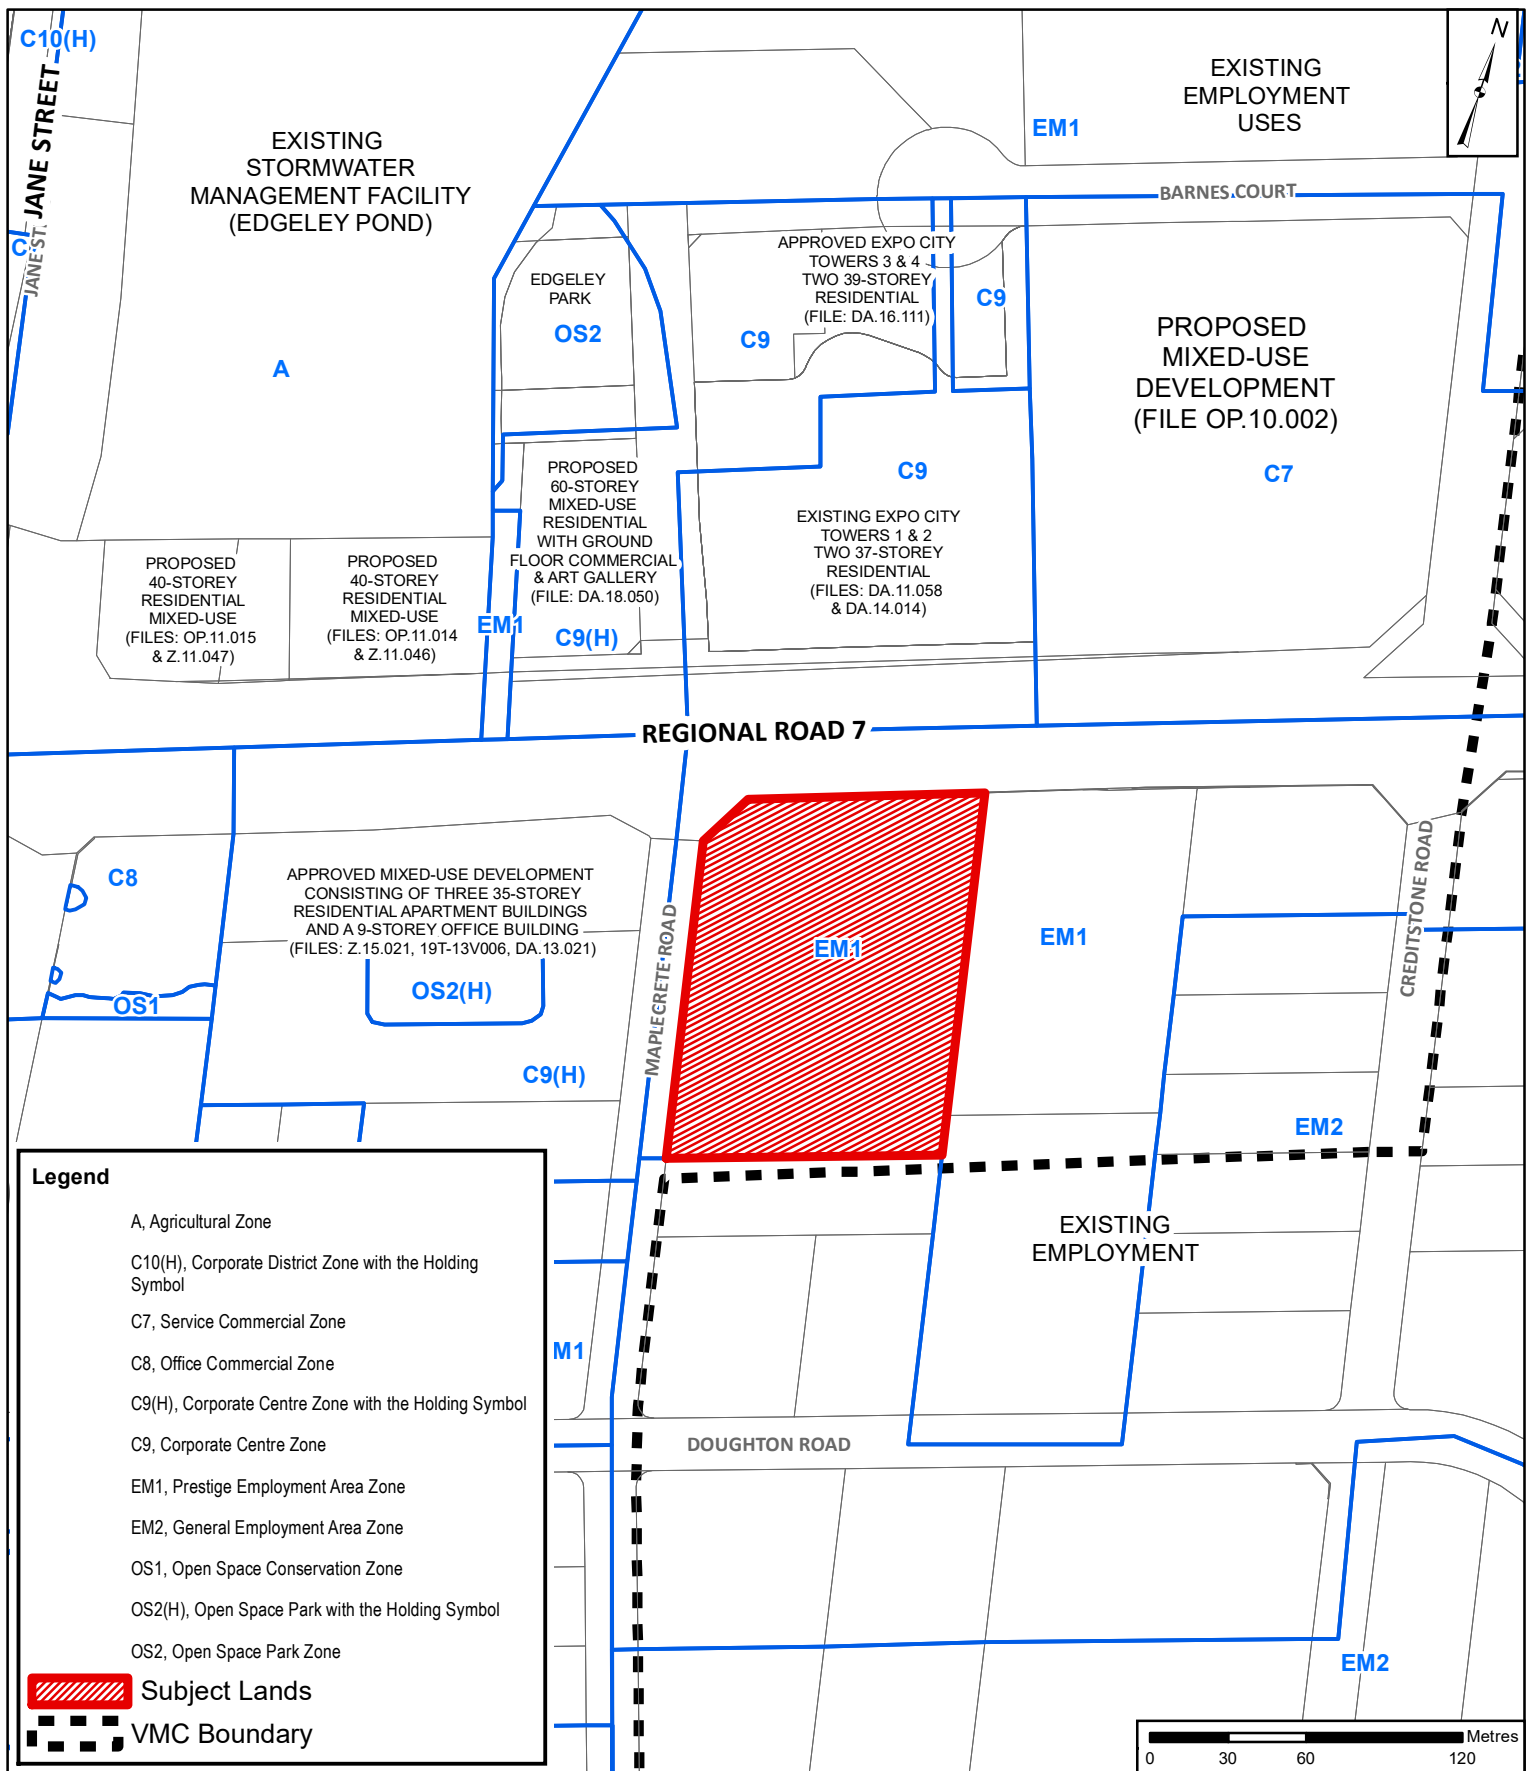 C10(H)
JANE STREET
JANE ST.
C
N
EXISTING
STORMWATER
MANAGEMENT FACILITY
(EDGELEY POND)
A
EXISTING
EMPLOYMENT
USES
EM1
BARNES COURT
EDGELEY
PARK
OS2
APPROVED EXPO CITY
TOWERS 3 & 4
TWO 39-STOREY
RESIDENTIAL
(FILE: DA.16.111)
C9
C9
PROPOSED
MIXED-USE
DEVELOPMENT
(FILE OP.10.002)
C7
PROPOSED
60-STOREY
MIXED-USE
RESIDENTIAL
WITH GROUND
FLOOR COMMERCIAL
& ART GALLERY
(FILE: DA.18.050)
C9(H)
C9
EXISTING EXPO CITY
TOWERS 1 & 2
TWO 37-STOREY
RESIDENTIAL
(FILES: DA.11.058
& DA.14.014)
PROPOSED
40-STOREY
RESIDENTIAL
MIXED-USE
(FILES: OP.11.015
& Z.11.047)
PROPOSED
40-STOREY
RESIDENTIAL
MIXED-USE
(FILES: OP.11.014
& Z.11.046)
EM1
REGIONAL ROAD 7
C8
OS1
APPROVED MIXED-USE DEVELOPMENT
CONSISTING OF THREE 35-STOREY
RESIDENTIAL APARTMENT BUILDINGS
AND A 9-STOREY OFFICE BUILDING
(FILES: Z.15.021, 19T-13V006, DA.13.021)
OS2(H)
C9(H)
MAPLECRETE ROAD
EM1
EM1
CREDITSTONE ROAD
EM2
EXISTING
EMPLOYMENT
M1
DOUGHTON ROAD
EM2
Legend
A, Agricultural Zone
C10(H), Corporate District Zone with the Holding
Symbol
C7, Service Commercial Zone
C8, Office Commercial Zone
C9(H), Corporate Centre Zone with the Holding Symbol
C9, Corporate Centre Zone
EM1, Prestige Employment Area Zone
EM2, General Employment Area Zone
OS1, Open Space Conservation Zone
OS2(H), Open Space Park with the Holding Symbol
OS2, Open Space Park Zone
Subject Lands
VMC Boundary
Metres
0 30 60 120